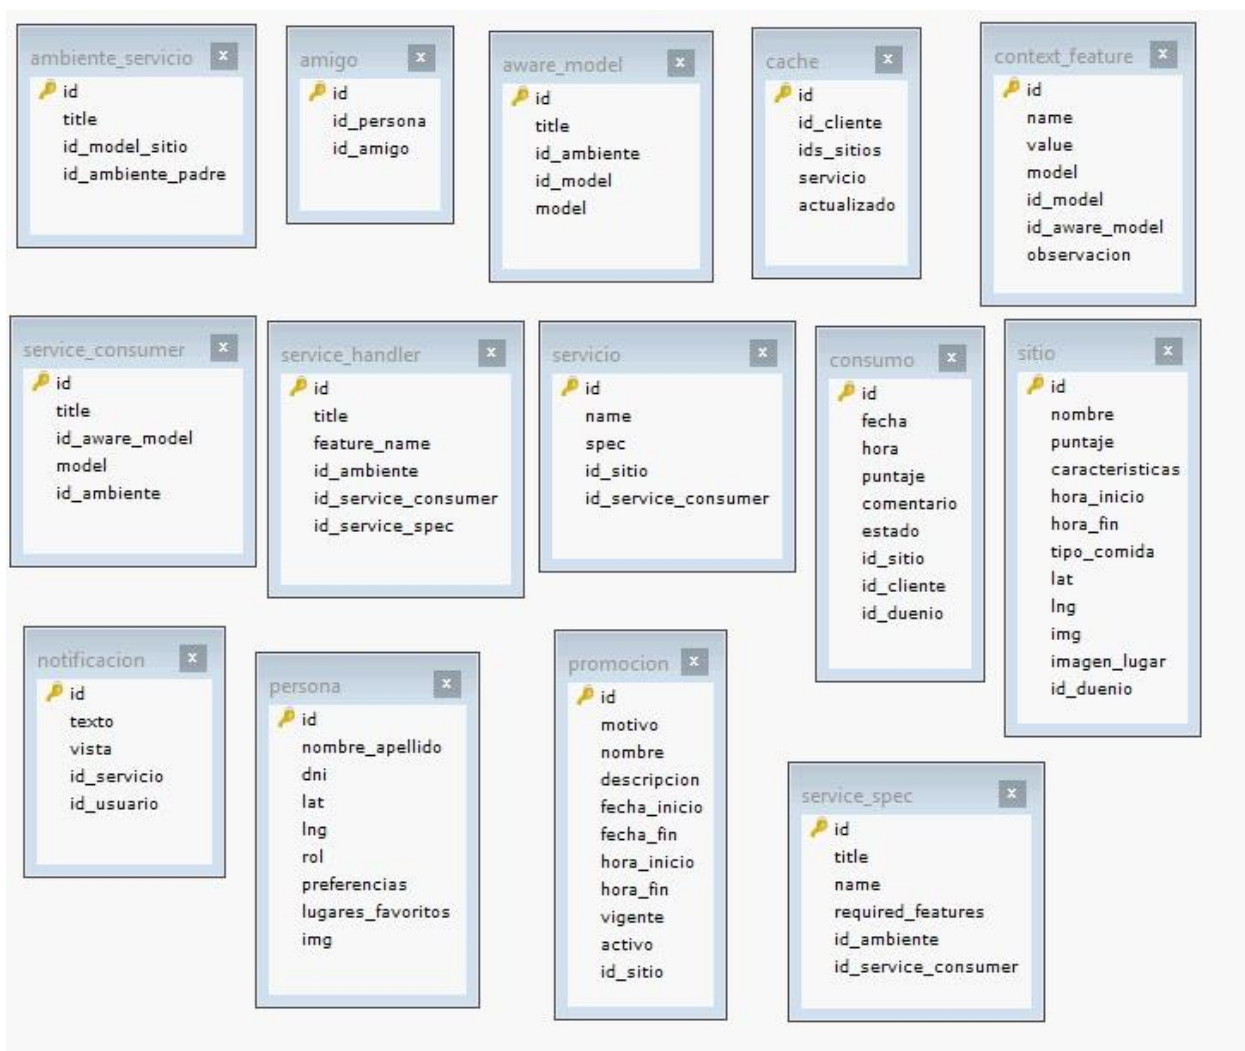 ambiente_servicio x
id
title
id_model_sitio
id_ambiente_padre
amigo x
id
id_persona
id_amigo
aware_model x
id
title
id_ambiente
id_model
model
cache x
id
id_cliente
ids_sitios
servicio
actualizado
context_feature x
id
name
value
model
id_model
id_aware_model
observacion
service_consumer x
id
title
id_aware_model
model
id_ambiente
service_handler x
id
title
feature_name
id_ambiente
id_service_consumer
id_service_spec
servicio x
id
name
spec
id_sitio
id_service_consumer
consumo x
id
fecha
hora
puntaje
comentario
estado
id_sitio
id_cliente
id_duenio
sitio x
id
nombre
puntaje
caracteristicas
hora_inicio
hora_fin
tipo_comida
lat
lng
img
imagen_lugar
id_duenio
notificacion x
id
texto
vista
id_servicio
id_usuario
persona x
id
nombre_apellido
dni
lat
lng
rol
preferencias
lugares_favoritos
img
promocion x
id
motivo
nombre
descripcion
fecha_inicio
fecha_fin
hora_inicio
hora_fin
vigente
activo
id_sitio
service_spec x
id
title
name
required_features
id_ambiente
id_service_consumer